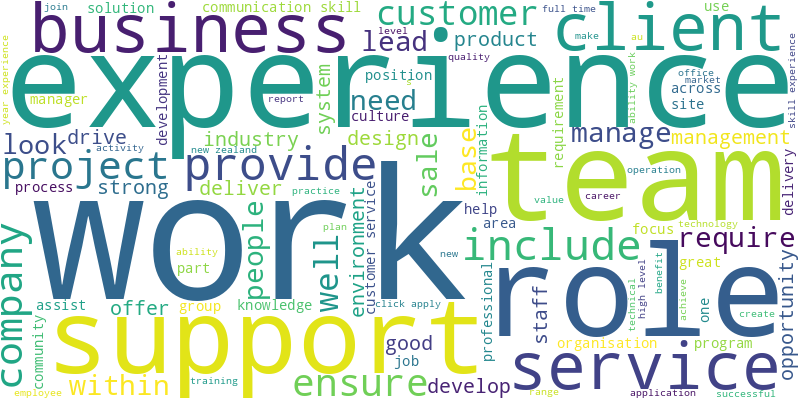 join
solution
communication skill
customer
full time
use
business
level
lead
product
make
client
au
year experience
experience
quality
ability work
office
market
skill experience
manager
development
report
system
position
s
need
culture
across
site
look
drive
activity
industry
new zealand
design
sale
base
information
requirement
manage
management
delivery
project
provide
process
strong
deliver
practice
team
value
career
operation
company
work
people
well
environment
customer service
help
area
plan
new
ability
part
include
focus
technology
require
great
role
support
assist
offer
group
knowledge
click apply
professional
staff
technical
high level
benefit
achieve
one
create
opportunity
community
good
job
organisation
program
employee
within
training
ensure
develop
service
range
application
successful